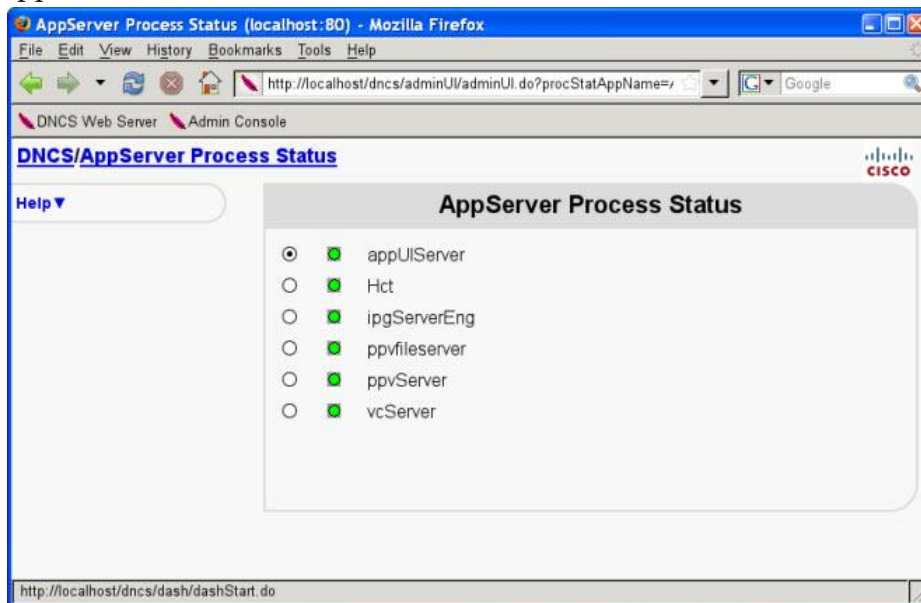 AppServer Process Status (localhost:80) - Mozilla Firefox
File Edit View History Bookmarks Tools Help
http://localhost/dncs/adminUI/adminUI.do?procStatAppName=
G Google
DNCS Web Server Admin Console
DNCS/AppServer Process Status
CISCO
Help▼
AppServer Process Status
appUIServer
Hct
ipgServerEng
ppvfileserver
ppvServer
vcServer
http://localhost/dncs/dash/dashStart.do